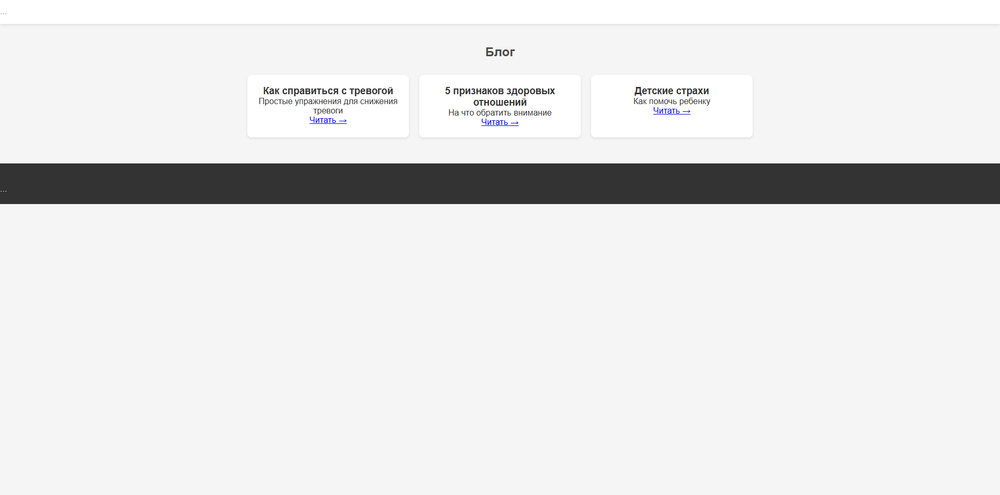 ...
Блог
Как справиться с тревогой
Простые упражнения для снижения
тревоги
Читать →
5 признаков здоровых
отношений
На что обратить внимание
Читать →
Детские страхи
Как помочь ребенку
Читать →
...